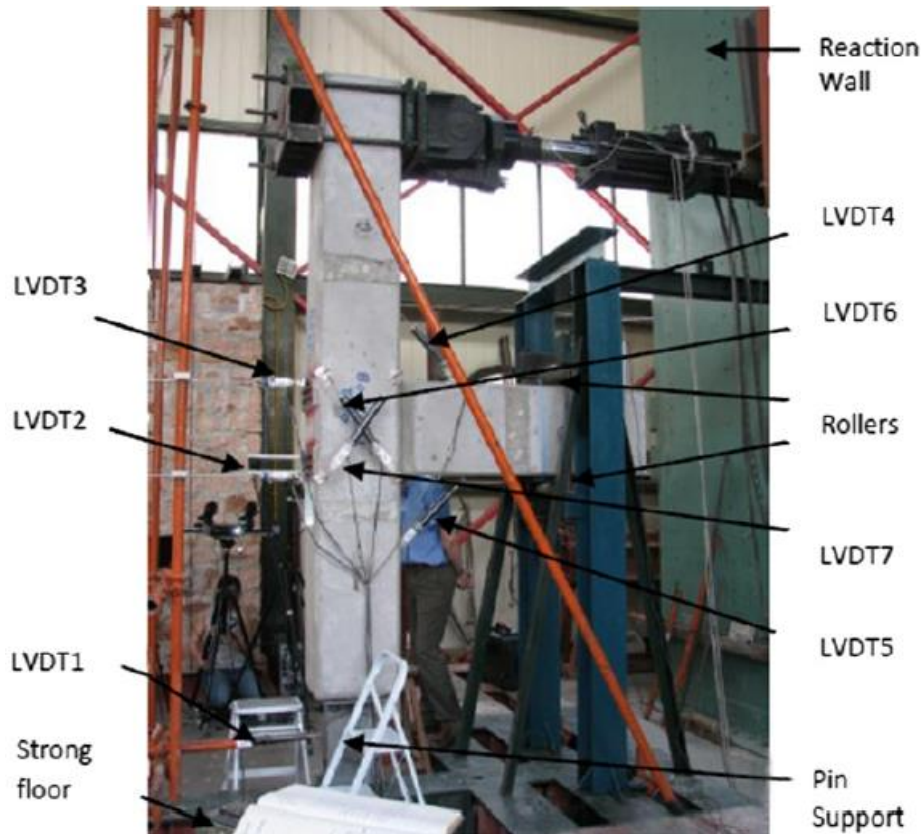 Reaction
Wall
LVDT4
LVDT3
LVDT6
LVDT2
Rollers
LVDT7
LVDT5
LVDT1
Strong
floor
Pin
Support